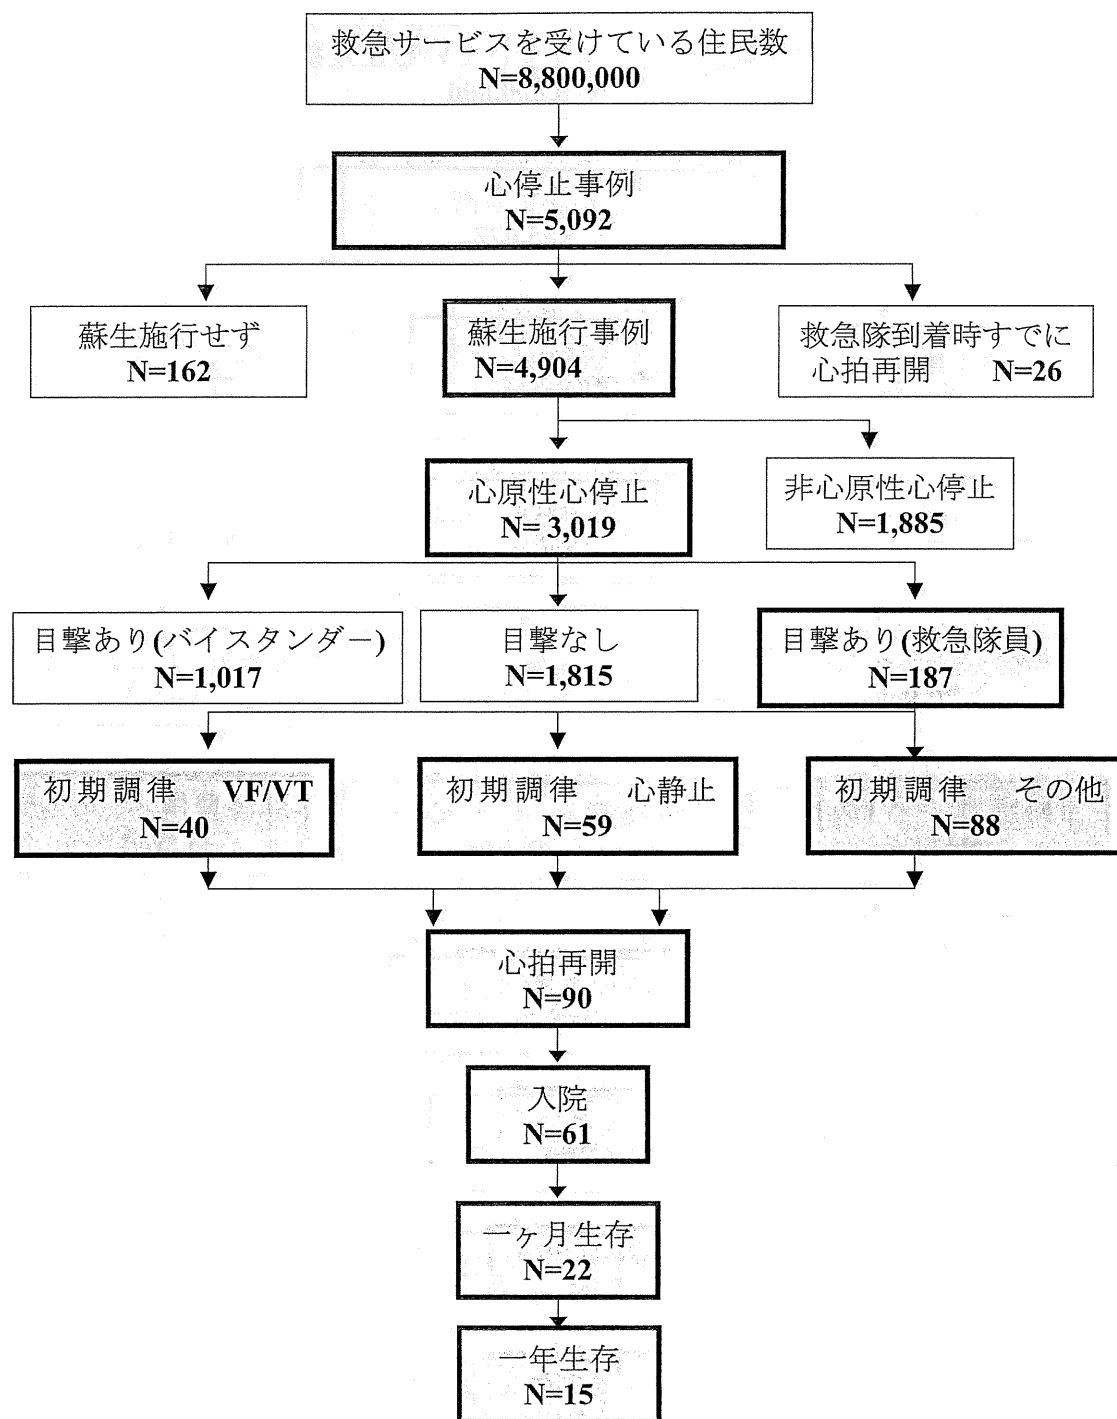 救急サービスを受けている住民数
N=8,800,000
心停止事例
N=5,092
蘇生施行せず
N=162
蘇生施行事例
N=4,904
救急隊到着時すでに
心拍再開 N=26
心原性心停止
N= 3,019
非心原性心停止
N=1,885
目撃あり(バイスタンダー)
N=1,017
目撃なし
N=1,815
目撃あり(救急隊員)
N=187
初期調律 VF/VT
N=40
初期調律 心静止
N=59
初期調律 その他
N=88
心拍再開
N=90
入院
N=61
一ヶ月生存
N=22
一年生存
N=15